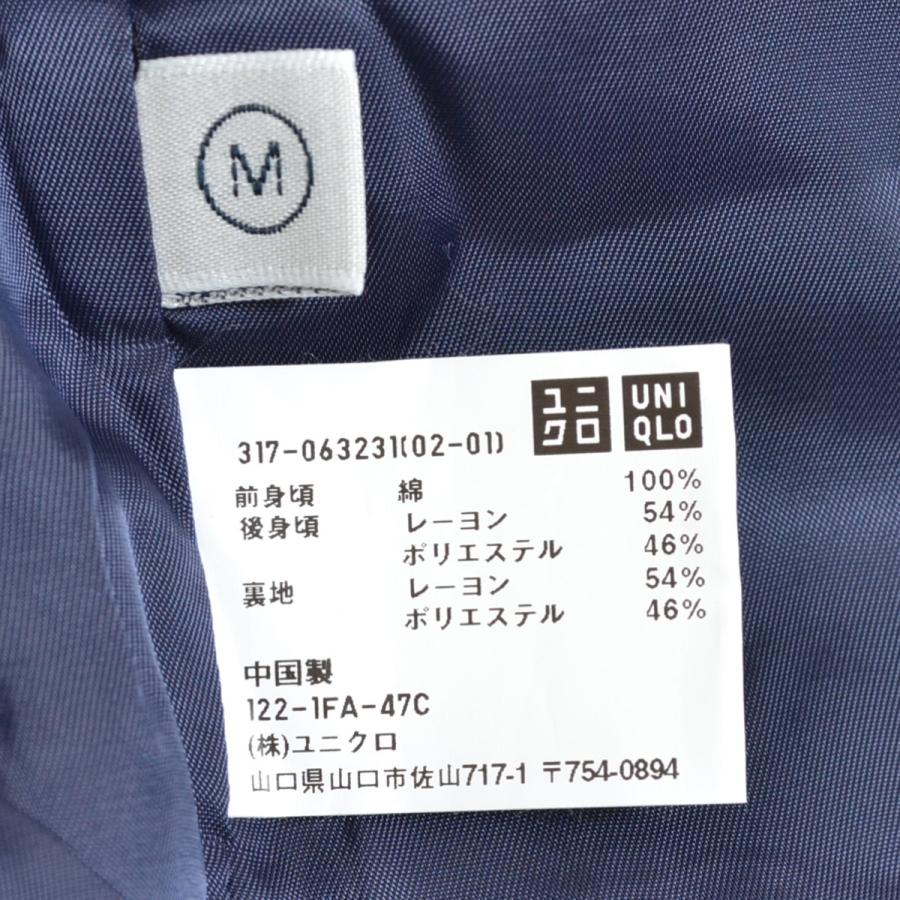 M
ユニクロ
UNIQLO
317-063231(02-01)
前身頃 綿 100%
後身頃 レーヨン 54%
ポリエステル 46%
裏地 レーヨン 54%
ポリエステル 46%
中国製
122-1FA-47C
(株)ユニクロ
山口県山口市佐山717-1 〒754-0894